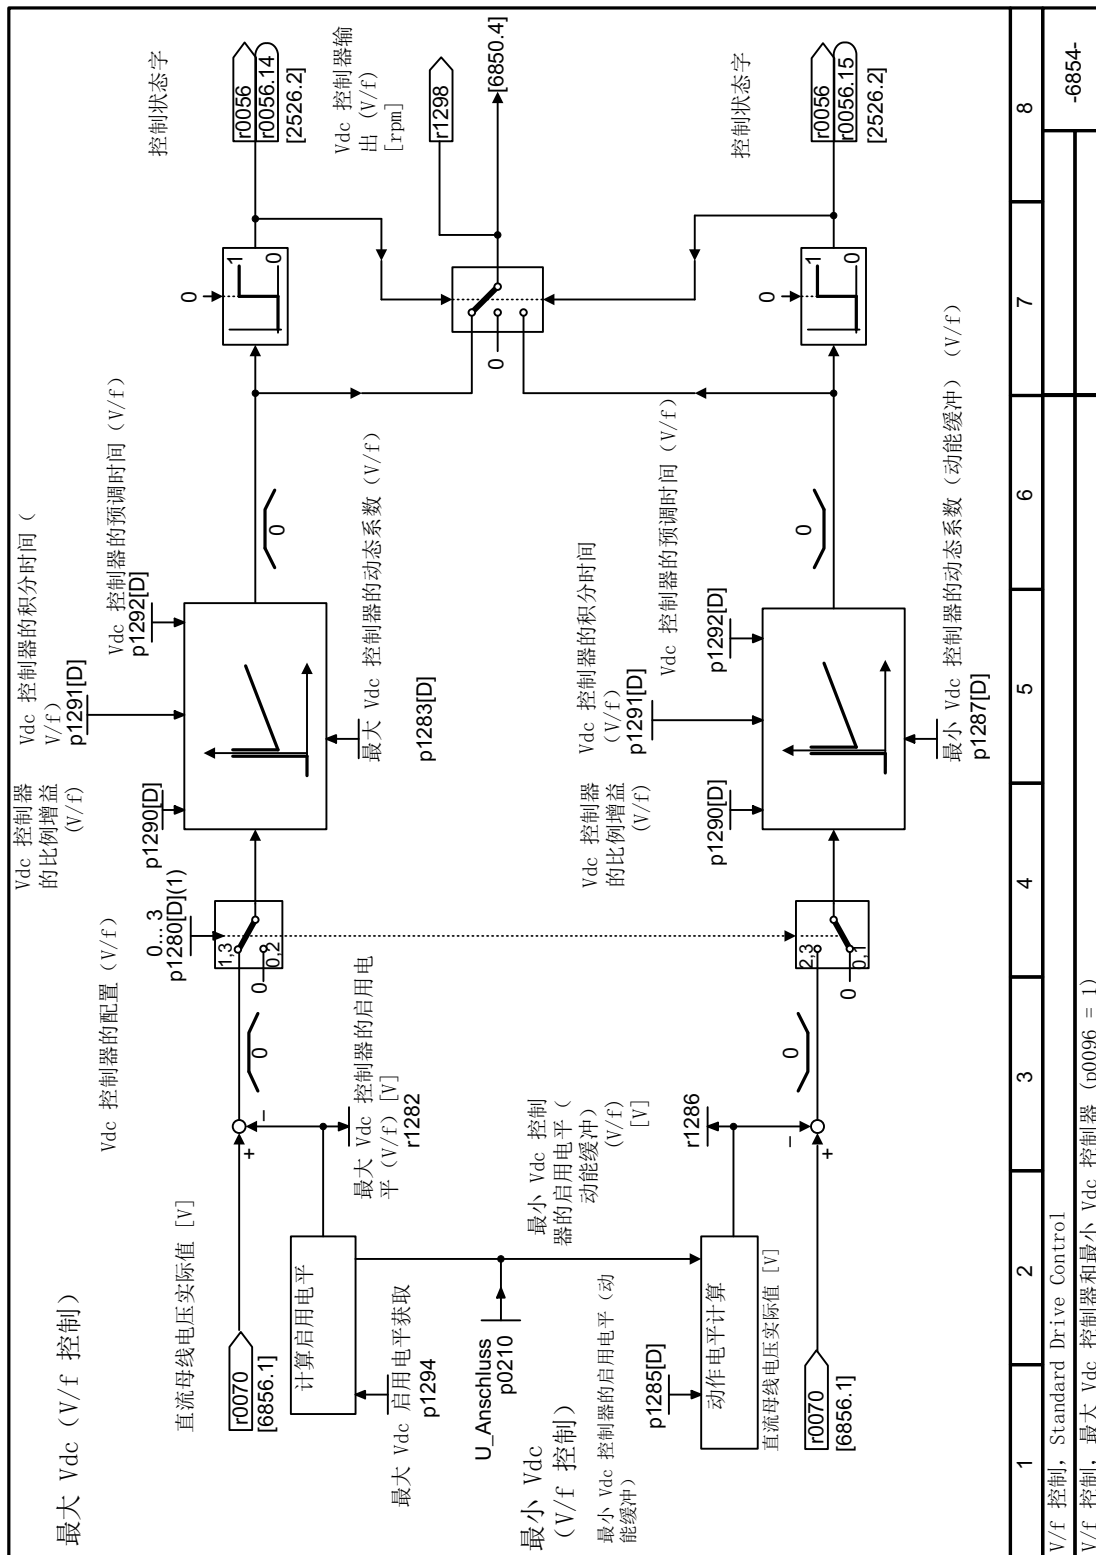 最大 Vdc (V/f 控制)
直流母线电压实际值 [V]
r0070
[6856.1]
+
−
计算启用电平
最大 Vdc 启用电平获取
p1294
最大 Vdc 控制器的启用电
平 (V/f) [V]
r1282
Vdc 控制器的配置 (V/f)
0... 3
p1280[D](1)
1,3
0,2
0
0
Vdc 控制器
的比例增益
(V/f)
p1290[D]
Vdc 控制器的积分时间 (
V/f)
p1291[D]
Vdc 控制器的预调时间 (V/f)
p1292[D]
最大 Vdc 控制器的动态系数 (V/f)
p1283[D]
0
0
1
0
控制状态字
r0056
r0056.14
[2526.2]
Vdc 控制器输
出 (V/f)
[rpm]
r1298
[6850.4]
0
U_Anschluss
p0210
最小 Vdc
(V/f 控制)
最小 Vdc 控制器的启用电平 (动
能缓冲)
p1285[D]
动作电平计算
直流母线电压实际值 [V]
r0070
[6856.1]
最小 Vdc 控制
器的启用电平 (
动能缓冲)
(V/f)
[V]
r1286
−
+
0
2,3
0,1
0
Vdc 控制器
的比例增益
(V/f)
p1290[D]
Vdc 控制器的积分时间
(V/f)
p1291[D]
Vdc 控制器的预调时间 (V/f)
p1292[D]
最小 Vdc 控制器的动态系数 (动能缓冲) (V/f)
p1287[D]
0
0
1
0
控制状态字
r0056
r0056.15
[2526.2]
1 2 3 4 5 6 7 8
V/f 控制, Standard Drive Control
-6854-
V/f 控制, 最大 Vdc 控制器和最小 Vdc 控制器 (p0096 = 1)